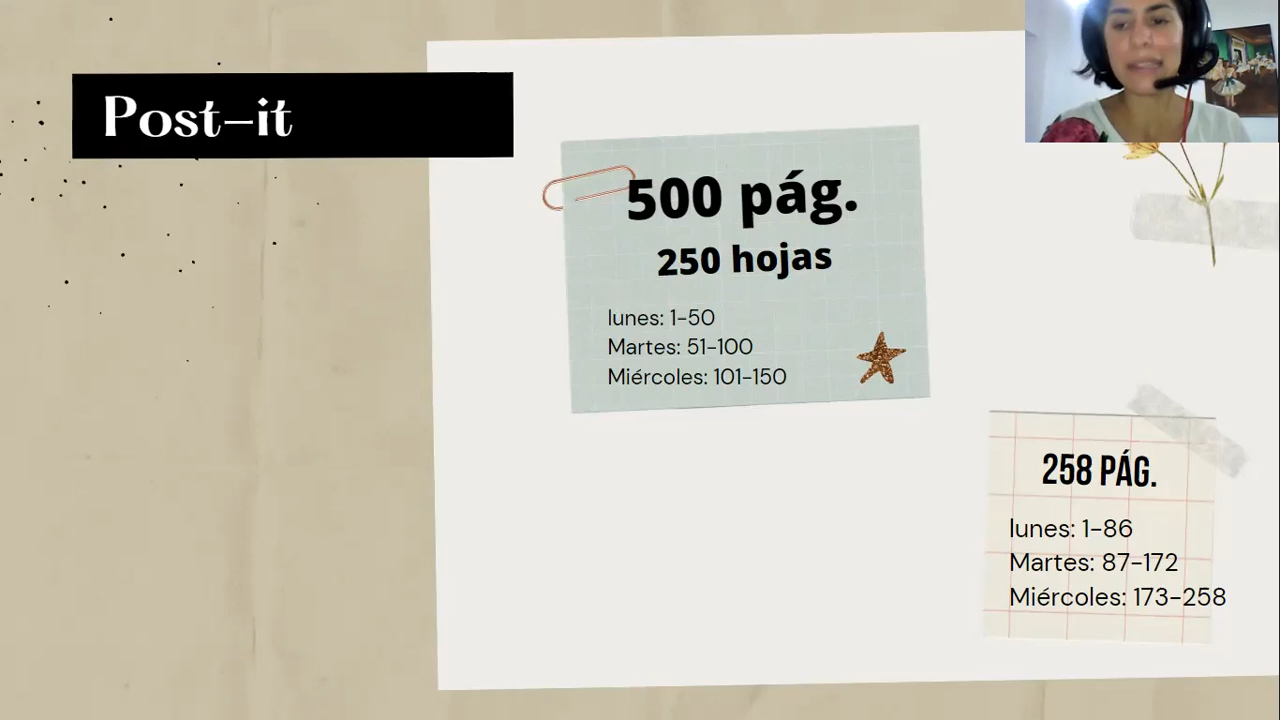 Post-it
500 pág.
250 hojas
lunes: 1-50
Martes: 51-100
Miércoles: 101-150
258 PÁG.
lunes: 1-86
Martes: 87-172
Miércoles: 173-258